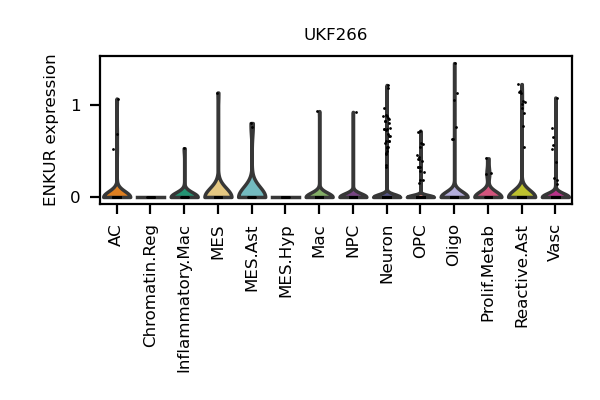 UKF266
ENKUR expression
1
0
AC
Chromatin.Reg
Inflammatory.Mac
MES
MES.Ast
MES.Hyp
Mac
NPC
Neuron
OPC
Oligo
Prolif.Metab
Reactive.Ast
Vasc